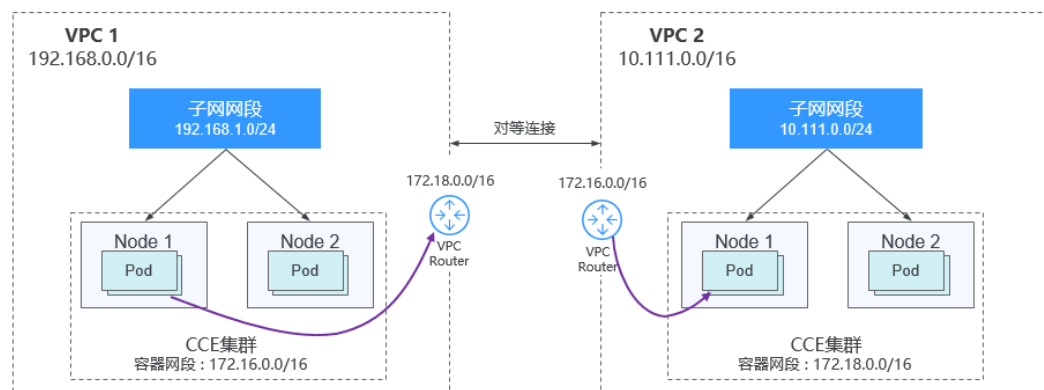 VPC 1
192.168.0.0/16
子网网段
192.168.1.0/24
Node 1
Pod
Node 2
Pod
CCE集群
容器网段：172.16.0.0/16
172.18.0.0/16
VPC
Router
对等连接
VPC 2
10.111.0.0/16
子网网段
10.111.0.0/24
172.16.0.0/16
VPC
Router
Node 1
Pod
Node 2
Pod
CCE集群
容器网段：172.18.0.0/16